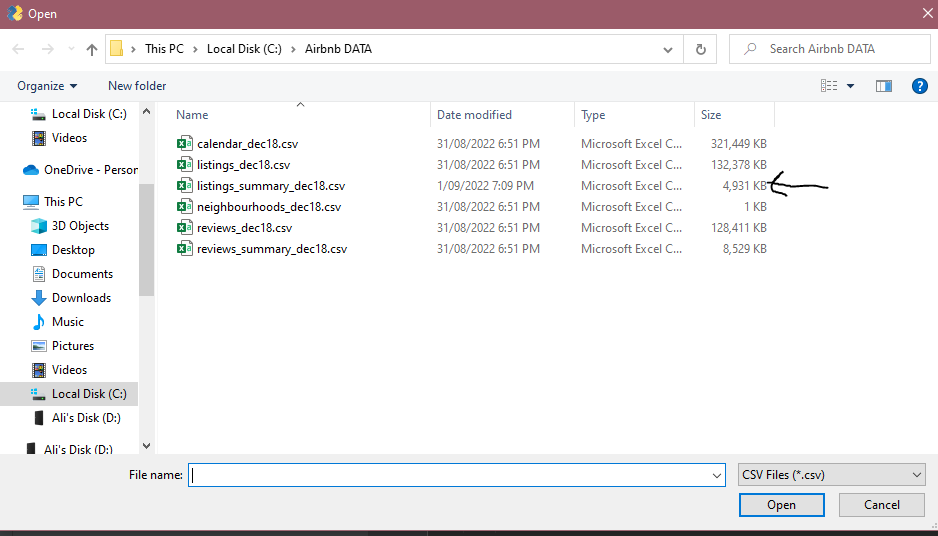 Open
This PC > Local Disk (C:) > Airbnb DATA
Search Airbnb DATA
Organize
New folder
?
Local Disk (C:)
Videos
OneDrive - Person
This PC
3D Objects
Desktop
Documents
Downloads
Music
Pictures
Videos
Local Disk (C:)
Ali's Disk (D:)
Ali's Disk (D:)
Name Date modified Type Size
calendar_dec18.csv 31/08/2022 6:51 PM Microsoft Excel C... 321,449 KB
listings_dec18.csv 31/08/2022 6:51 PM Microsoft Excel C... 132,378 KB
listings_summary_dec18.csv 1/09/2022 7:09 PM Microsoft Excel C... 4,931 KB
neighbourhoods_dec18.csv 31/08/2022 6:51 PM Microsoft Excel C... 1 KB
reviews_dec18.csv 31/08/2022 6:51 PM Microsoft Excel C... 128,411 KB
reviews_summary_dec18.csv 31/08/2022 6:51 PM Microsoft Excel C... 8,529 KB
File name:
CSV Files (*.csv)
Open
Cancel